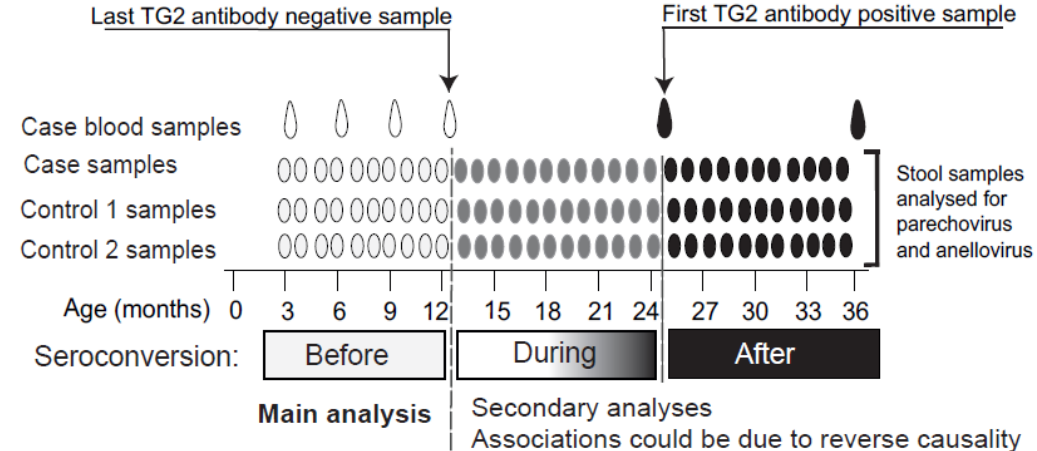 Last TG2 antibody negative sample
First TG2 antibody positive sample
Case blood samples
Case samples
Control 1 samples
Control 2 samples
Stool samples
analysed for
parechovirus
and anellovirus
Age (months) 0 3 6 9 12 15 18 21 24 27 30 33 36
Seroconversion: Before During After
Main analysis
Secondary analyses
Associations could be due to reverse causality